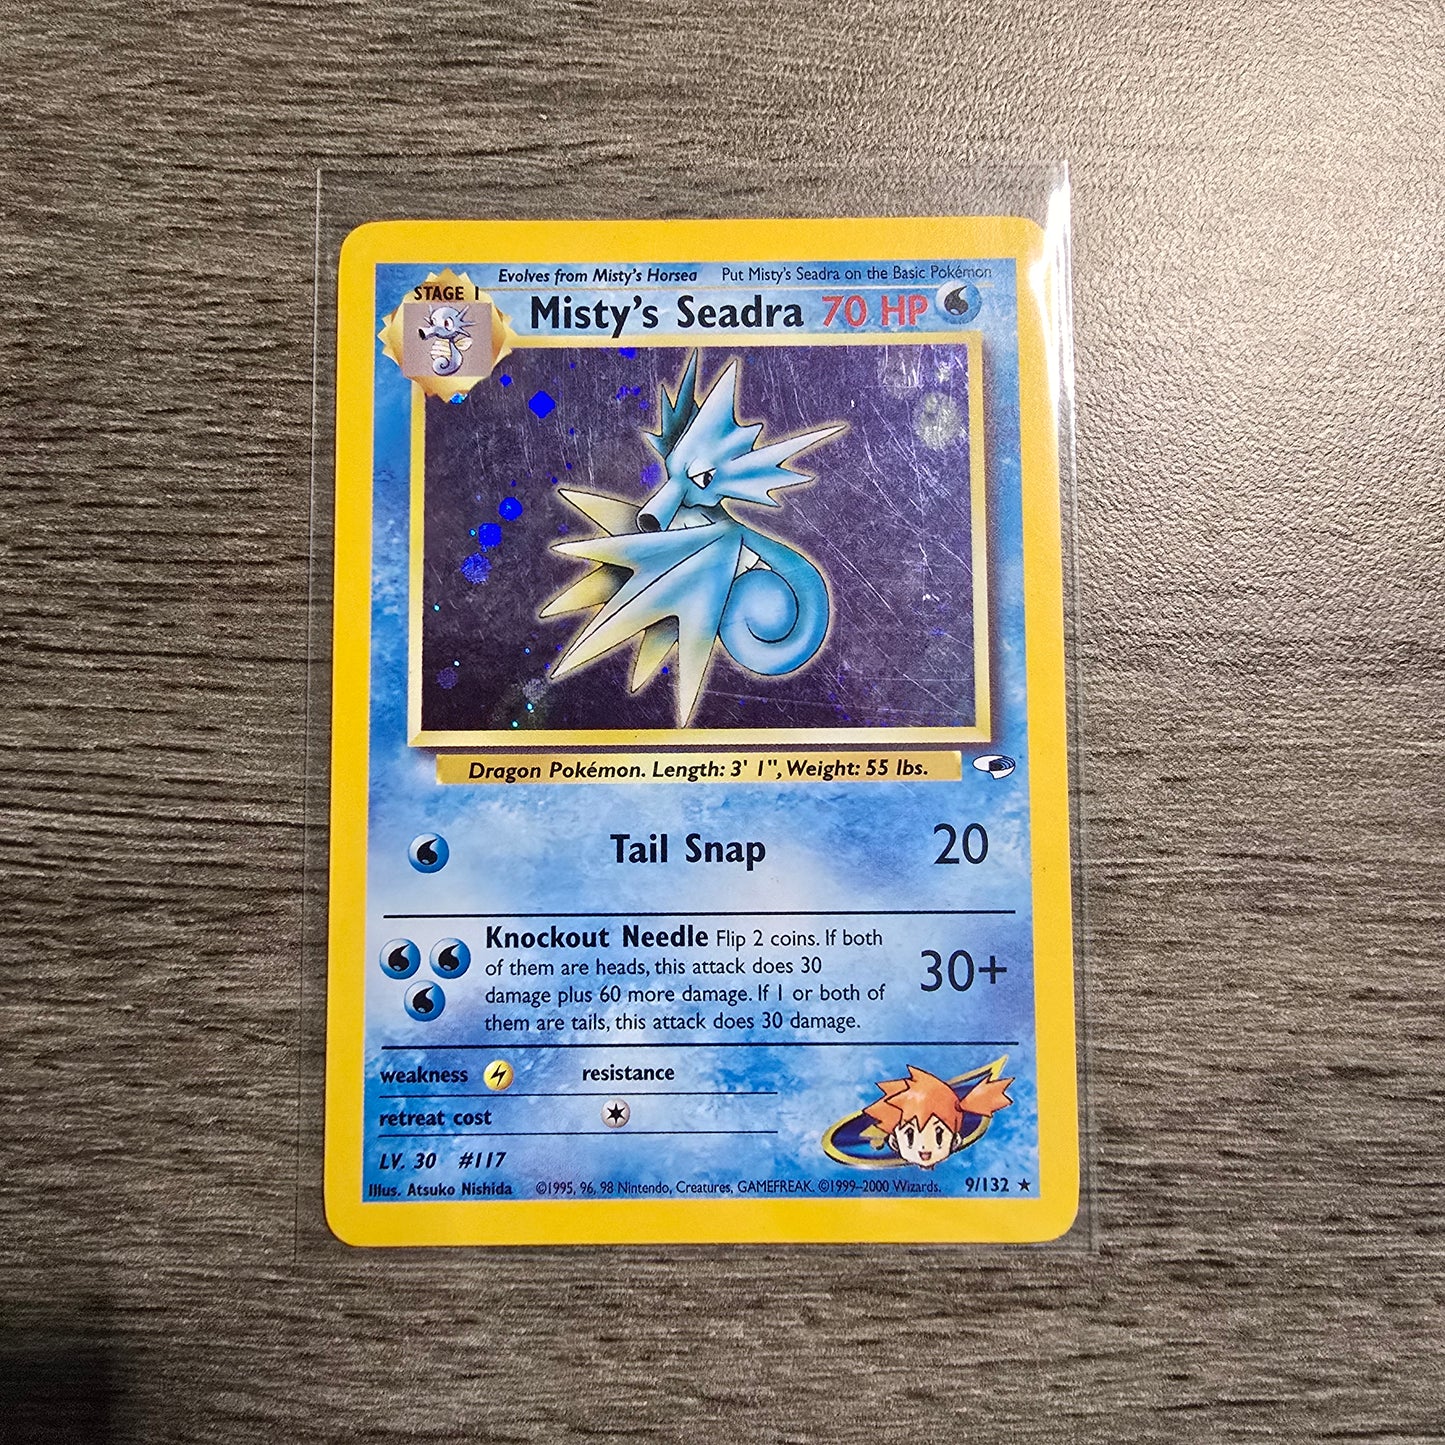 Evolves from Misty's Horsea Put Misty's Seadra on the Basic Pokémon
STAGE 1
Misty's Seadra 70 HP
Dragon Pokémon. Length: 3' 1", Weight: 55 lbs.
Tail Snap 20
Knockout Needle Flip 2 coins. If both
of them are heads, this attack does 30
damage plus 60 more damage. If 1 or both of
them are tails, this attack does 30 damage.
30+
weakness resistance
retreat cost
LV. 30 #117
Illus. Atsuko Nishida ©1995, 96, 98 Nintendo, Creatures, GAMEFREAK. ©1999–2000 Wizards. 9/132 ★